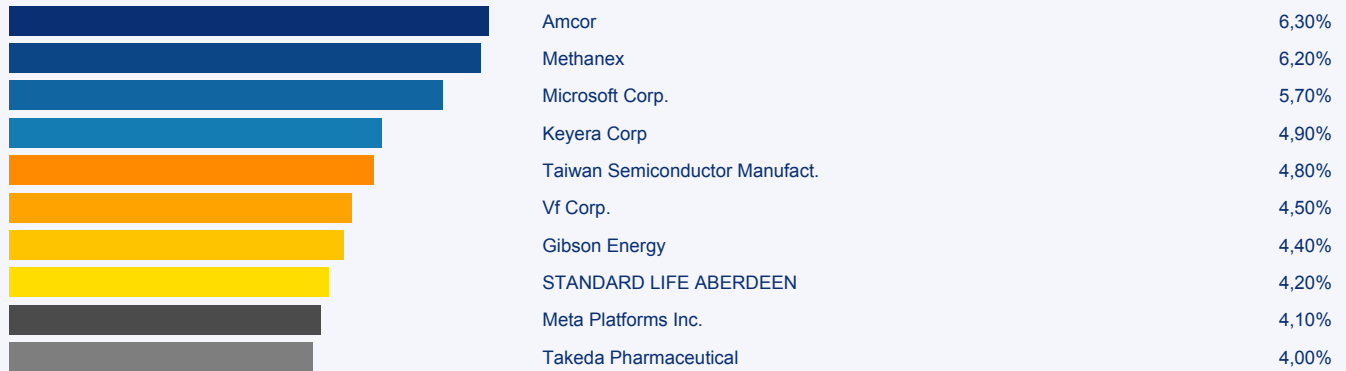 Amcor 6,30%
Methanex 6,20%
Microsoft Corp. 5,70%
Keyera Corp 4,90%
Taiwan Semiconductor Manufact. 4,80%
Vf Corp. 4,50%
Gibson Energy 4,40%
STANDARD LIFE ABERDEEN 4,20%
Meta Platforms Inc. 4,10%
Takeda Pharmaceutical 4,00%